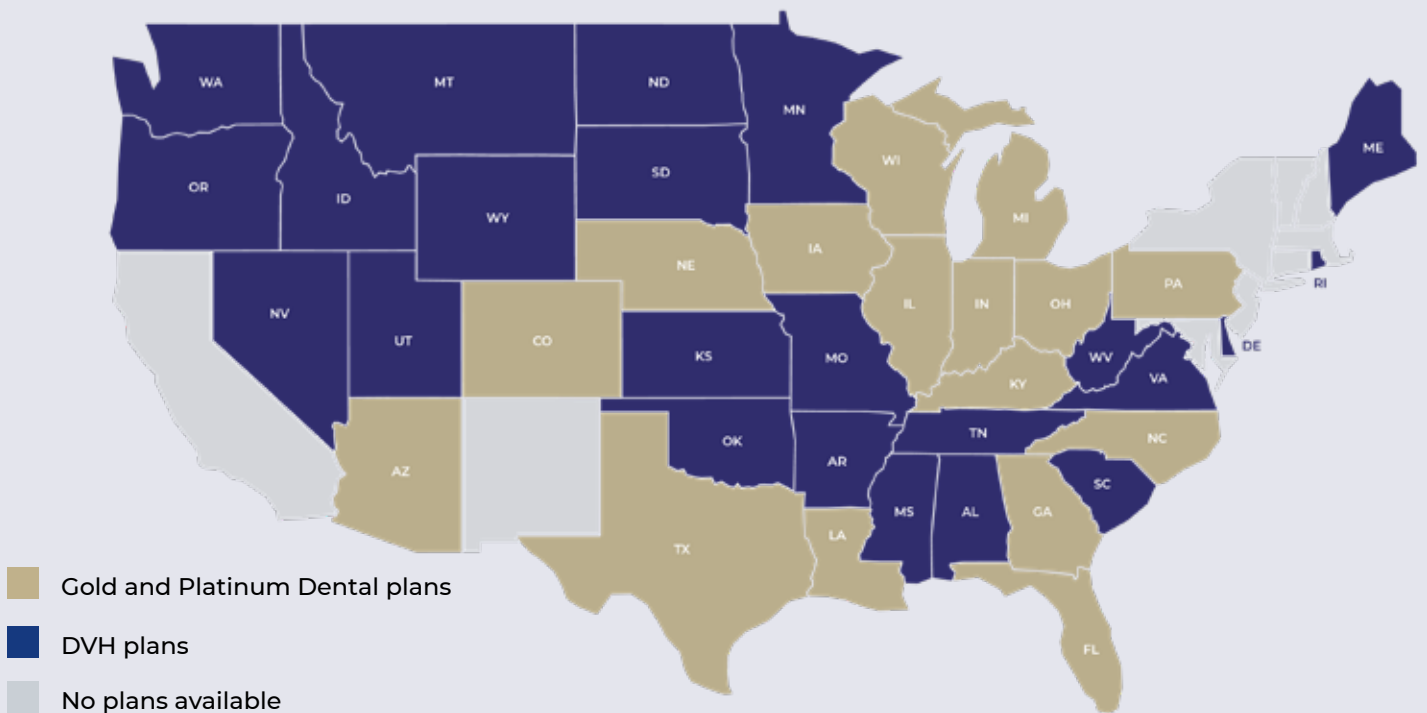 WA
MT
ND
MN
OR
ID
WY
SD
WI
MI
ME
NV
UT
CO
NE
IA
IL
IN
OH
PA
RI
KS
MO
KY
WV
VA
DE
AZ
OK
AR
TN
NC
TX
LA
MS
AL
GA
SC
FL
Gold and Platinum Dental plans
DVH plans
No plans available